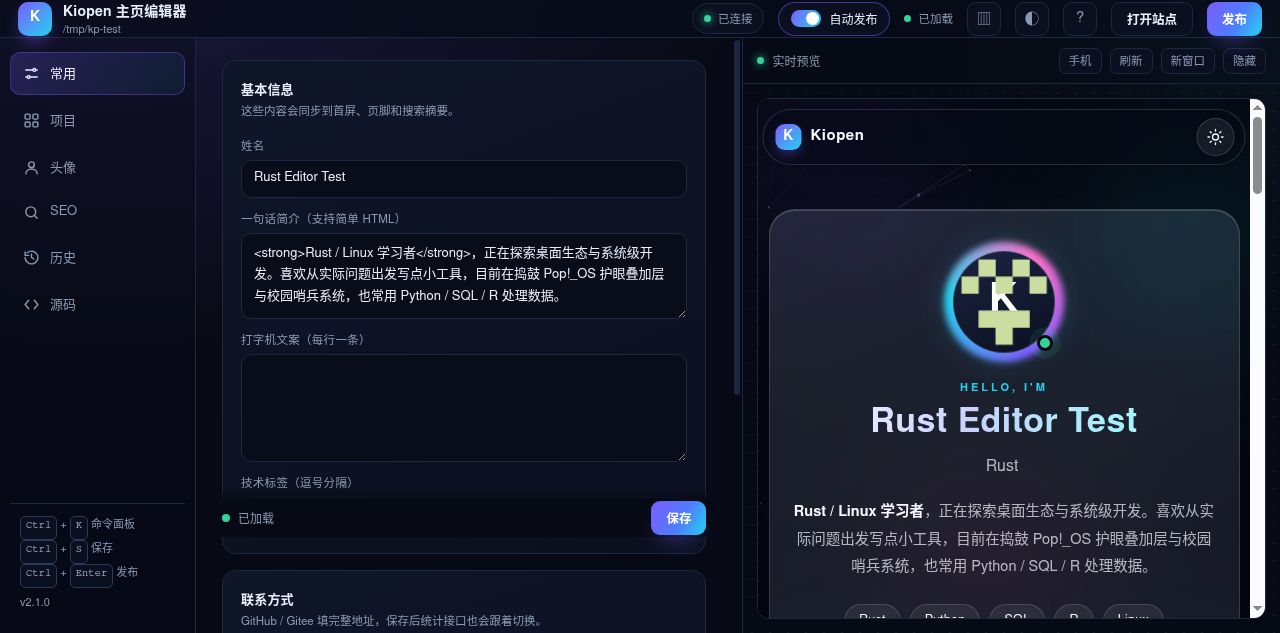 K
Kiopen 主页编辑器
/tmp/kp-test
已连接
自动发布
已加载
?
打开站点
发布
常用
项目
头像
SEO
历史
源码
Ctrl + K 命令面板
Ctrl + S 保存
Ctrl + Enter 发布
v2.1.0
基本信息
这些内容会同步到首屏、页脚和搜索摘要。
姓名
Rust Editor Test
一句话简介（支持简单 HTML）
<strong>Rust / Linux 学习者</strong>，正在探索桌面生态与系统级开
发。喜欢从实际问题出发写点小工具，目前在捣鼓 Pop!_OS 护眼叠加层
与校园哨兵系统，也常用 Python / SQL / R 处理数据。
打字机文案（每行一条）
技术标签（逗号分隔）
已加载
保存
联系方式
GitHub / Gitee 填完整地址，保存后统计接口也会跟着切换。
实时预览
手机
刷新
新窗口
隐藏
K
Kiopen
K
HELLO, I'M
Rust Editor Test
Rust
Rust / Linux 学习者，正在探索桌面生态与系统级开发。喜欢从实
际问题出发写点小工具，目前在捣鼓 Pop!_OS 护眼叠加层与校园
哨兵系统，也常用 Python / SQL / R 处理数据。
Rust
Python
SQL
R
Linux